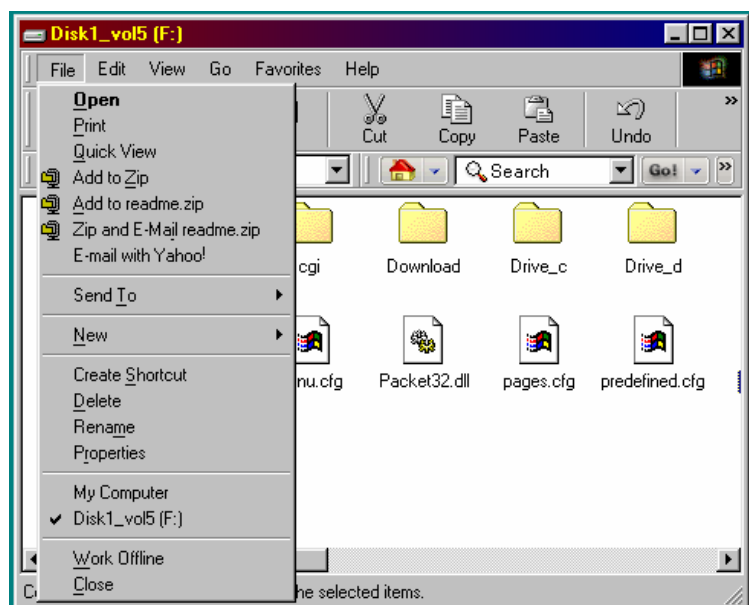 Disk1_vol5 (F:)
File Edit View Go Favorites Help
Cut Copy Paste Undo »
Search Go! »
Open
Print
Quick View
Add to Zip
Add to readme.zip
Zip and E-Mail readme.zip
E-mail with Yahoo!
Send To
New
Create Shortcut
Delete
Rename
Properties
My Computer
Disk1_vol5 (F:)
Work Offline
Close
cgi Download Drive_c Drive_d
nu.cfg Packet32.dll pages.cfg predefined.cfg
he selected items.